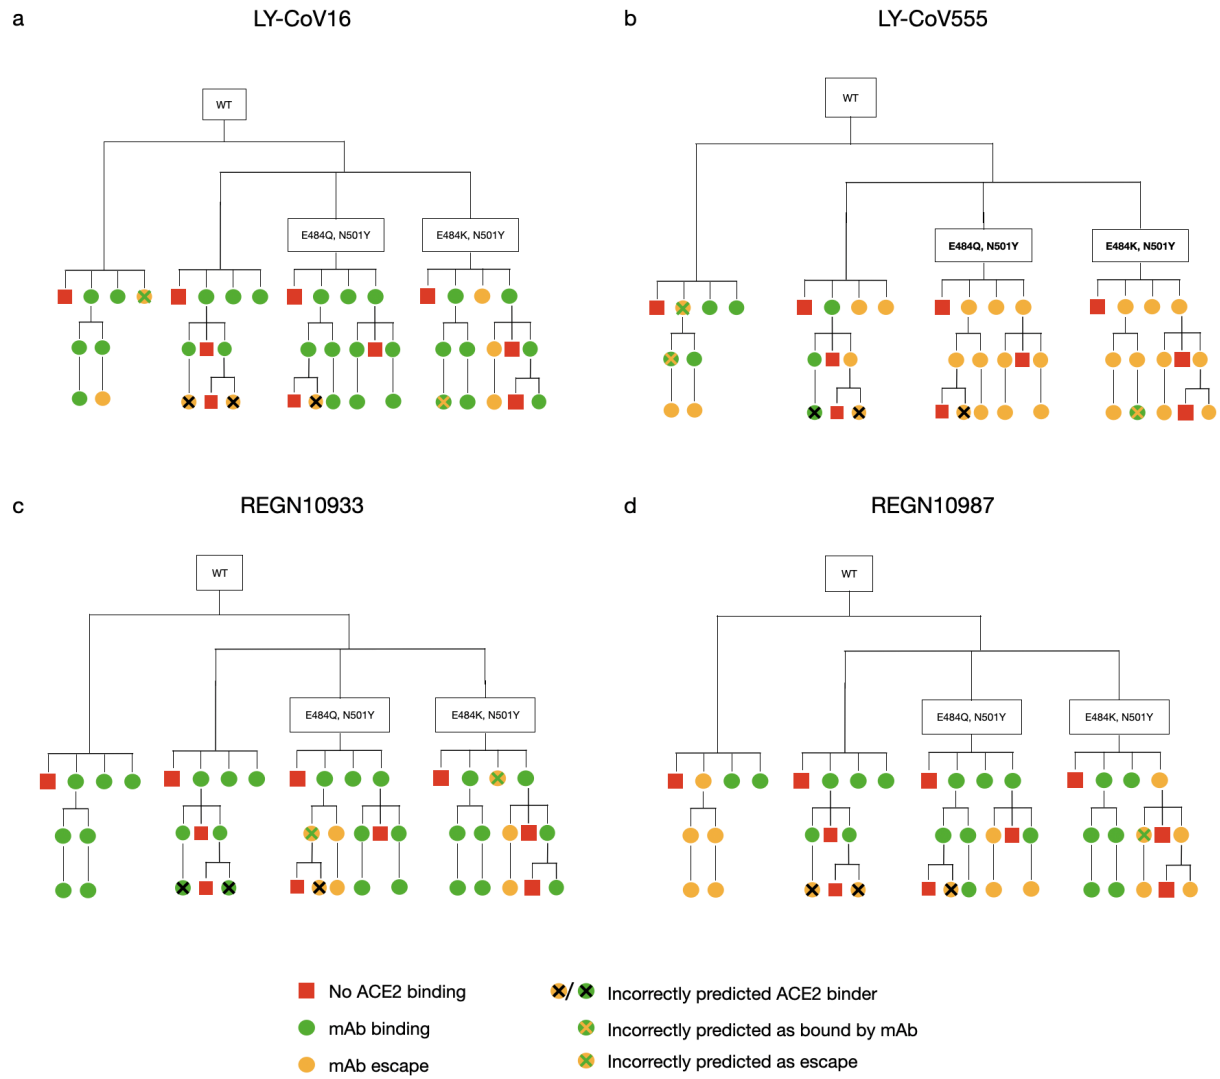 a
LY-CoV16
WT
E484Q, N501Y
E484K, N501Y
b
LY-CoV555
WT
E484Q, N501Y
E484K, N501Y
c
REGN10933
WT
E484Q, N501Y
E484K, N501Y
d
REGN10987
WT
E484Q, N501Y
E484K, N501Y
No ACE2 binding
mAb binding
mAb escape
/ Incorrectly predicted ACE2 binder
Incorrectly predicted as bound by mAb
Incorrectly predicted as escape